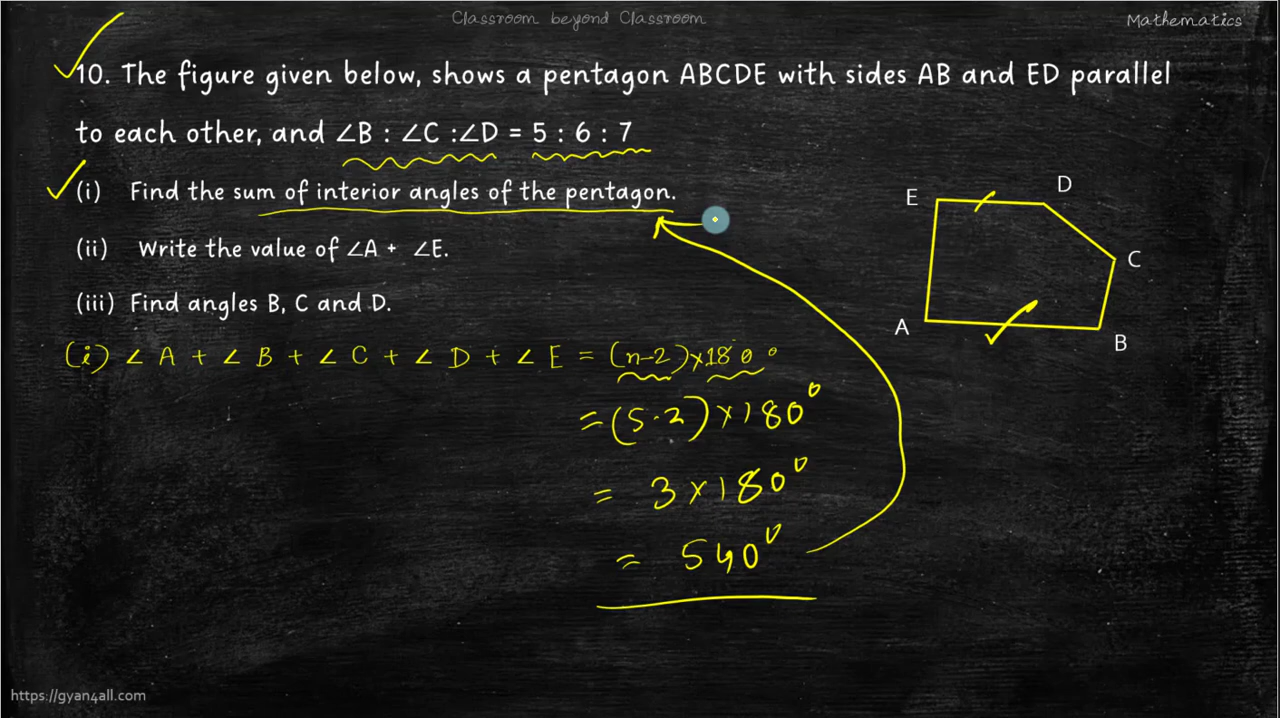 Classroom beyond Classroom
Mathematics
10. The figure given below, shows a pentagon ABCDE with sides AB and ED parallel
to each other, and ∠B : ∠C :∠D = 5 : 6 : 7
(i) Find the sum of interior angles of the pentagon.
(ii) Write the value of ∠A + ∠E.
(iii) Find angles B, C and D.
E
D
C
A
B
(i) ∠ A + ∠ B + ∠ C + ∠ D + ∠ E = (n-2)×180°
= (5-2)×180°
= 3×180°
= 540°
https://gyan4all.com